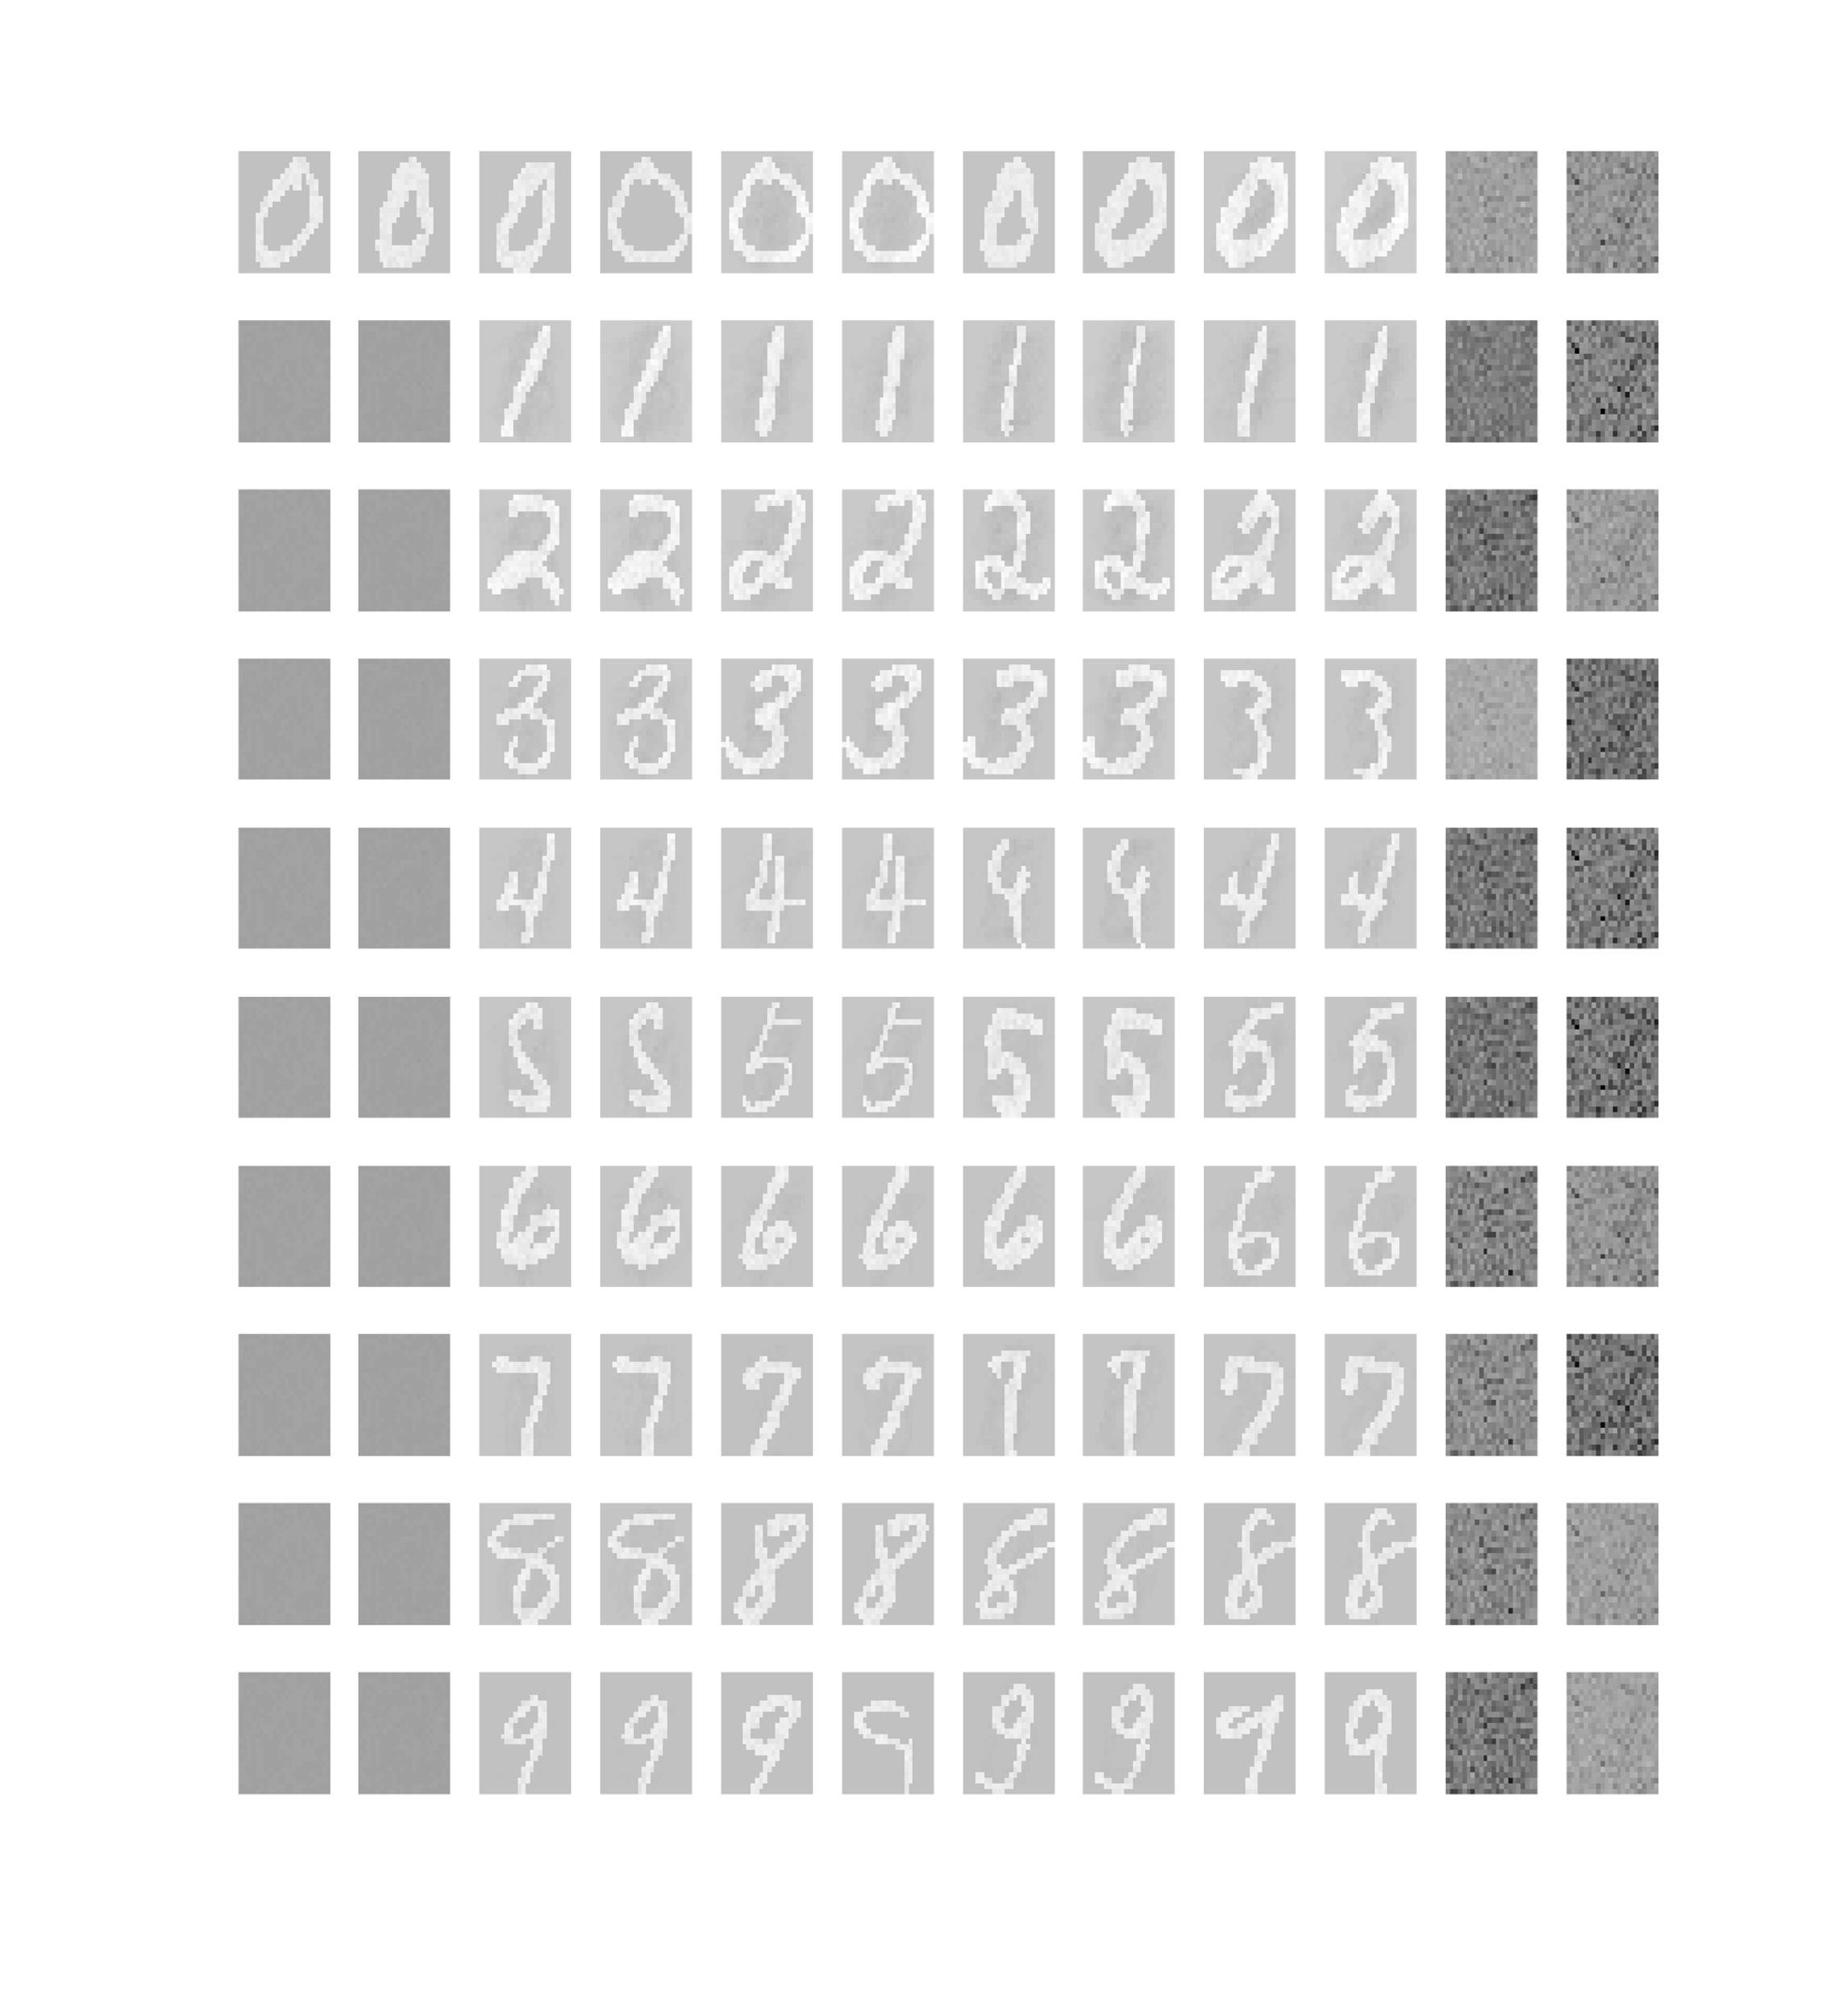 0 0 0 0 0 0 0 0 0 0
1 1 1 1 1 1 1 1
2 2 2 2 2 2 2 2
3 3 3 3 3 3 3 3
4 4 4 4 4 4 4 4
5 5 5 5 5 5 5 5
6 6 6 6 6 6 6 6
7 7 7 7 7 7 7 7
8 8 8 8 8 8 8 8
9 9 9 9 9 9 9 9